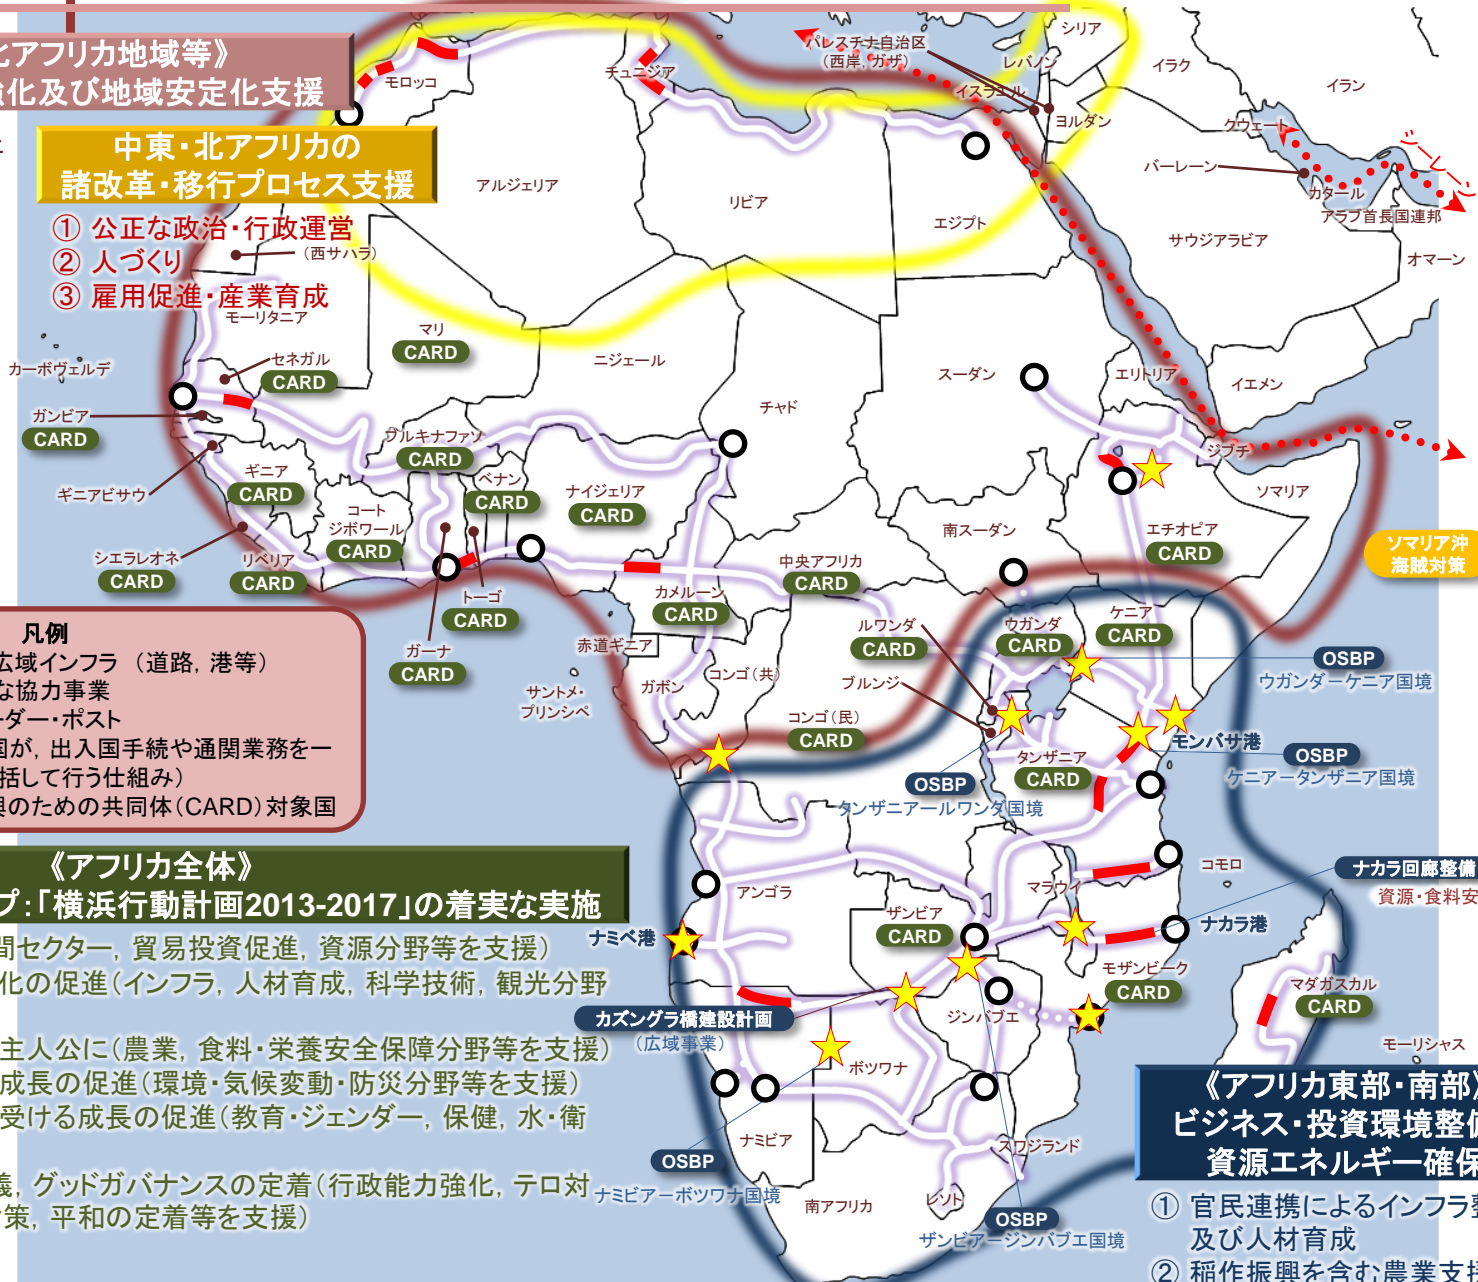 北アフリカ地域等》
強化及び地域安定化支援
中東・北アフリカの
諸改革・移行プロセス支援
① 公正な政治・行政運営
② 人づくり
③ 雇用促進・産業育成
モロッコ
チュニジア
パレスチナ自治区
(西岸, ガザ)
シリア
レバノン
イスラエル
ヨルダン
イラク
イラン
クウェート
バーレーン
カタール
アラブ首長国連邦
シーレーン
サウジアラビア
オマーン
イエメン
アルジェリア
リビア
エジプト
(西サハラ)
モーリタニア
マリ
CARD
ニジェール
チャド
スーダン
エリトリア
ジブチ
ソマリア
カーボヴェルデ
セネガル
CARD
ガンビア
CARD
ギニアビサウ
ギニア
CARD
シエラレオネ
CARD
リベリア
CARD
コート
ジボワール
CARD
ブルキナファソ
CARD
ベナン
CARD
ナイジェリア
CARD
トーゴ
CARD
ガーナ
CARD
カメルーン
CARD
中央アフリカ
CARD
南スーダン
エチオピア
CARD
ソマリア沖
海賊対策
赤道ギニア
サントメ・
プリンシペ
ガボン
コンゴ(共)
コンゴ(民)
CARD
ルワンダ
CARD
ブルンジ
ウガンダ
CARD
ケニア
CARD
OSBP
ウガンダーケニア国境
モンバサ港
OSBP
ケニアータンザニア国境
タンザニア
CARD
OSBP
タンザニアールワンダ国境
凡例
広域インフラ (道路, 港等)
な協力事業
ーダー・ポスト
国が, 出入国手続や通関業務を一
括して行う仕組み)
興のための共同体(CARD)対象国
《アフリカ全体》
プ:「横浜行動計画2013-2017」の着実な実施
間セクター, 貿易投資促進, 資源分野等を支援)
化の促進(インフラ, 人材育成, 科学技術, 観光分野
主人公に(農業, 食料・栄養安全保障分野等を支援)
成長の促進(環境・気候変動・防災分野等を支援)
受ける成長の促進(教育・ジェンダー, 保健, 水・衛
義, グッドガバナンスの定着(行政能力強化, テロ対
策, 平和の定着等を支援)
アンゴラ
ナミベ港
ザンビア
CARD
マラウイ
コモロ
ナカラ回廊整備
資源・食料安
ナカラ港
モザンビーク
CARD
マダガスカル
CARD
モーリシャス
カズングラ橋建設計画
(広域事業)
ジンバブエ
ボツワナ
ナミビア
OSBP
ナミビアーボツワナ国境
南アフリカ
スワジランド
レソト
OSBP
ザンビアージンバブエ国境
《アフリカ東部・南部》
ビジネス・投資環境整備
資源エネルギー確保
① 官民連携によるインフラ整
及び人材育成
② 稲作振興を含む農業支援